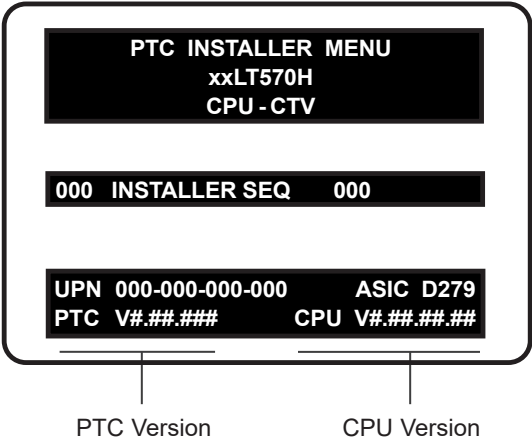 PTC INSTALLER MENU
xxLT570H
CPU - CTV
000 INSTALLER SEQ 000
UPN 000-000-000-000 ASIC D279
PTC V#.##.### CPU V#.##.##.##
PTC Version CPU Version